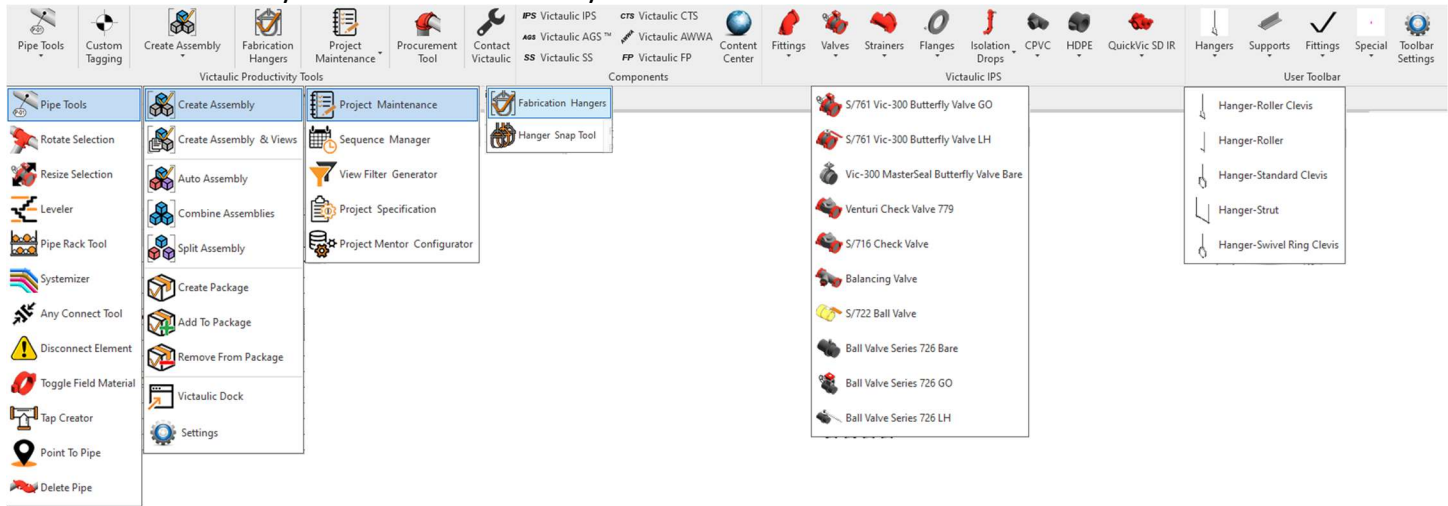 IPS Victaulic IPS
CTS Victaulic CTS
Pipe Tools
Custom Tagging
Create Assembly
Fabrication Hangers
Project Maintenance
Procurement Tool
Contact Victaulic
AGS Victaulic AGS™
Victaulic AWWA
SS Victaulic SS
FP Victaulic FP
Content Center
Fittings
Valves
Strainers
Flanges
Isolation Drops
CPVC
HDPE
QuickVic SD IR
Hangers
Supports
Fittings
Special
Toolbar Settings
Victaulic Productivity Tools
Components
Victaulic IPS
User Toolbar
Pipe Tools
Rotate Selection
Resize Selection
Leveler
Pipe Rack Tool
Systemizer
Any Connect Tool
Disconnect Element
Toggle Field Material
Tap Creator
Point To Pipe
Delete Pipe
Create Assembly
Create Assembly & Views
Auto Assembly
Combine Assemblies
Split Assembly
Create Package
Add To Package
Remove From Package
Victaulic Dock
Settings
Project Maintenance
Sequence Manager
View Filter Generator
Project Specification
Project Mentor Configurator
Fabrication Hangers
Hanger Snap Tool
S/761 Vic-300 Butterfly Valve GO
S/761 Vic-300 Butterfly Valve LH
Vic-300 MasterSeal Butterfly Valve Bare
Venturi Check Valve 779
S/716 Check Valve
Balancing Valve
S/722 Ball Valve
Ball Valve Series 726 Bare
Ball Valve Series 726 GO
Ball Valve Series 726 LH
Hanger-Roller Clevis
Hanger-Roller
Hanger-Standard Clevis
Hanger-Strut
Hanger-Swivel Ring Clevis